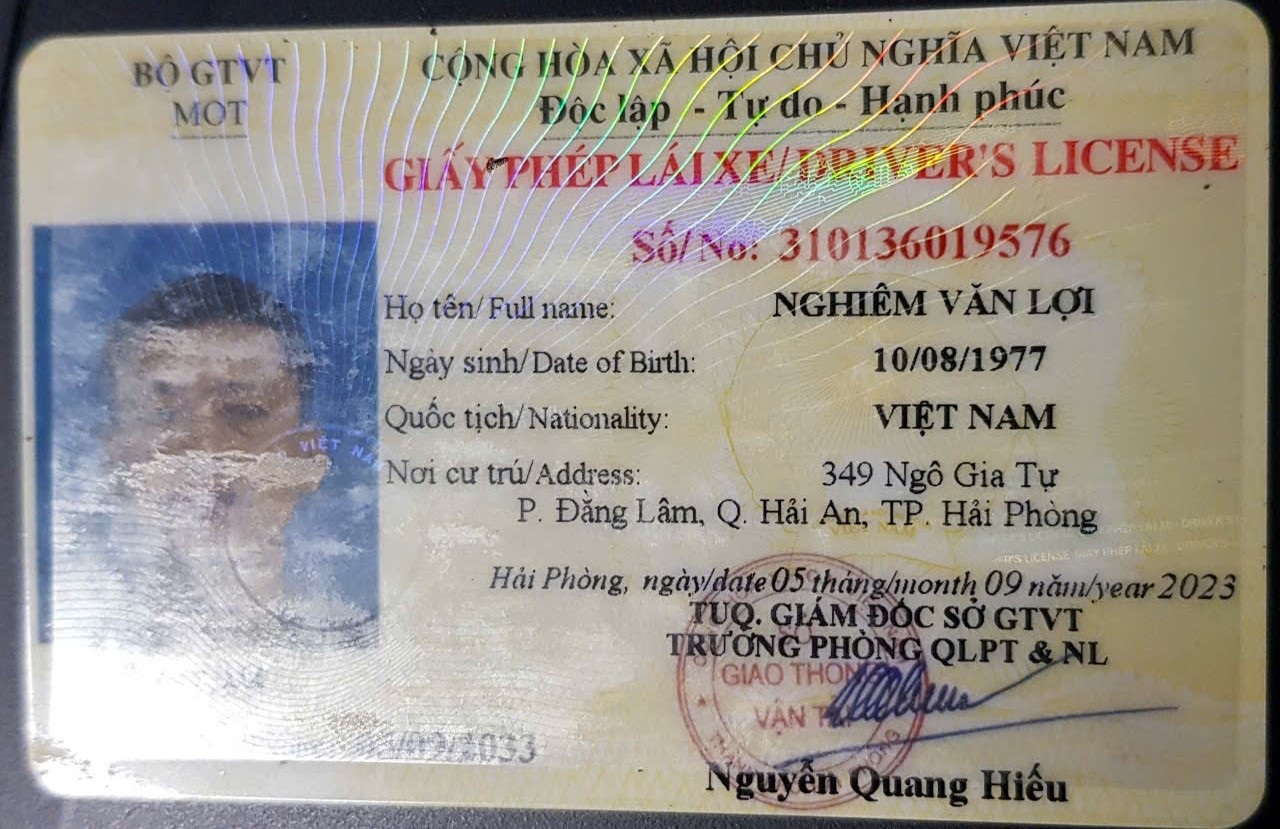 BỘ GTVT
MOT
CỘNG HÒA XÃ HỘI CHỦ NGHĨA VIỆT NAM
Độc lập - Tự do - Hạnh phúc
GIẤY PHÉP LÁI XE/ DRIVER'S LICENSE
Số/ No: 310136019576
Họ tên/ Full name: NGHIÊM VĂN LỢI
Ngày sinh/ Date of Birth: 10/08/1977
Quốc tịch/ Nationality: VIỆT NAM
Nơi cư trú/ Address: 349 Ngô Gia Tự
P. Đằng Lâm, Q. Hải An, TP. Hải Phòng
VIỆT NAM
Hải Phòng, ngày/date 05 tháng/month 09 năm/year 2023
TUQ. GIÁM ĐỐC SỞ GTVT
TRƯỞNG PHÒNG QLPT & NL
GIAO THÔNG
VẬN TẢI
/09/2033
Nguyễn Quang Hiếu